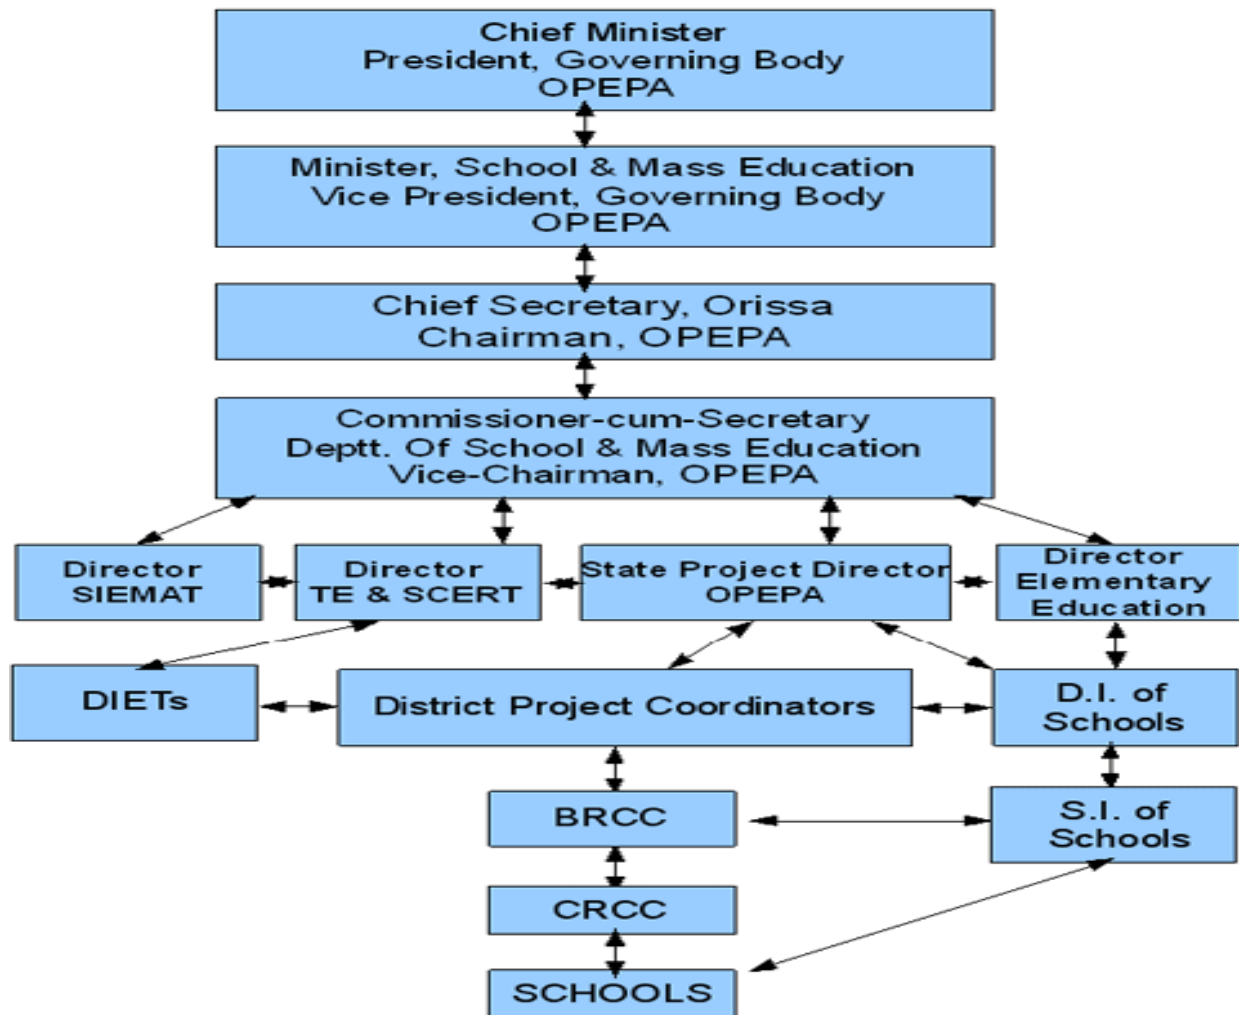 Chief Minister
President, Governing Body
OPEPA
Minister, School & Mass Education
Vice President, Governing Body
OPEPA
Chief Secretary, Orissa
Chairman, OPEPA
Commissioner-cum-Secretary
Deptt. Of School & Mass Education
Vice-Chairman, OPEPA
Director
SIEMAT
Director
TE & SCERT
State Project Director
OPEPA
Director
Elementary
Education
DIETs
District Project Coordinators
D.I. of
Schools
BRCC
S.I. of
Schools
CRCC
SCHOOLS